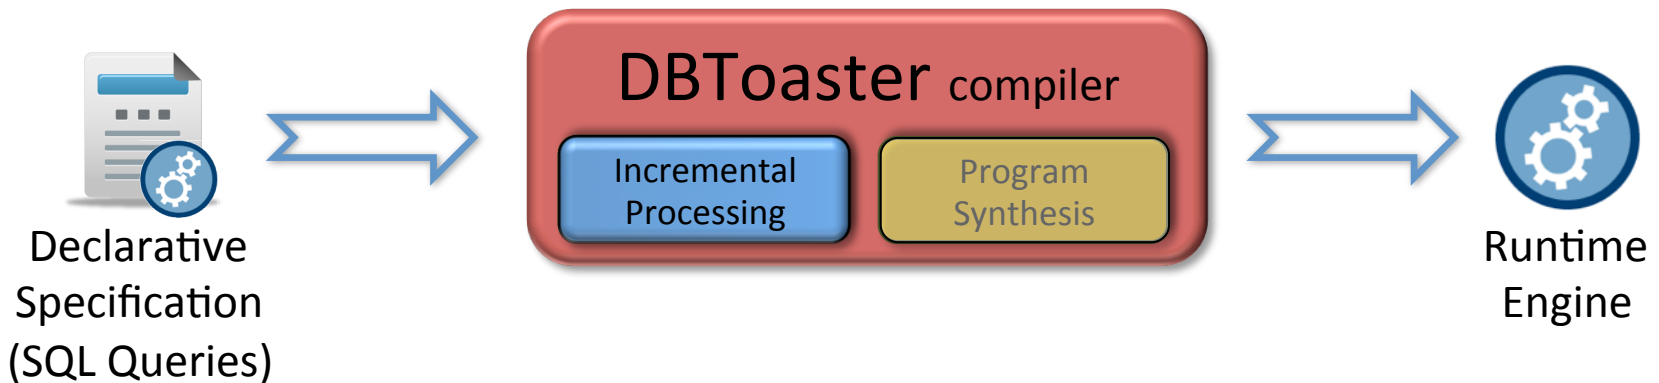 DBToaster compiler
Incremental
Processing
Program
Synthesis
Declarative
Specification
(SQL Queries)
Runtime
Engine